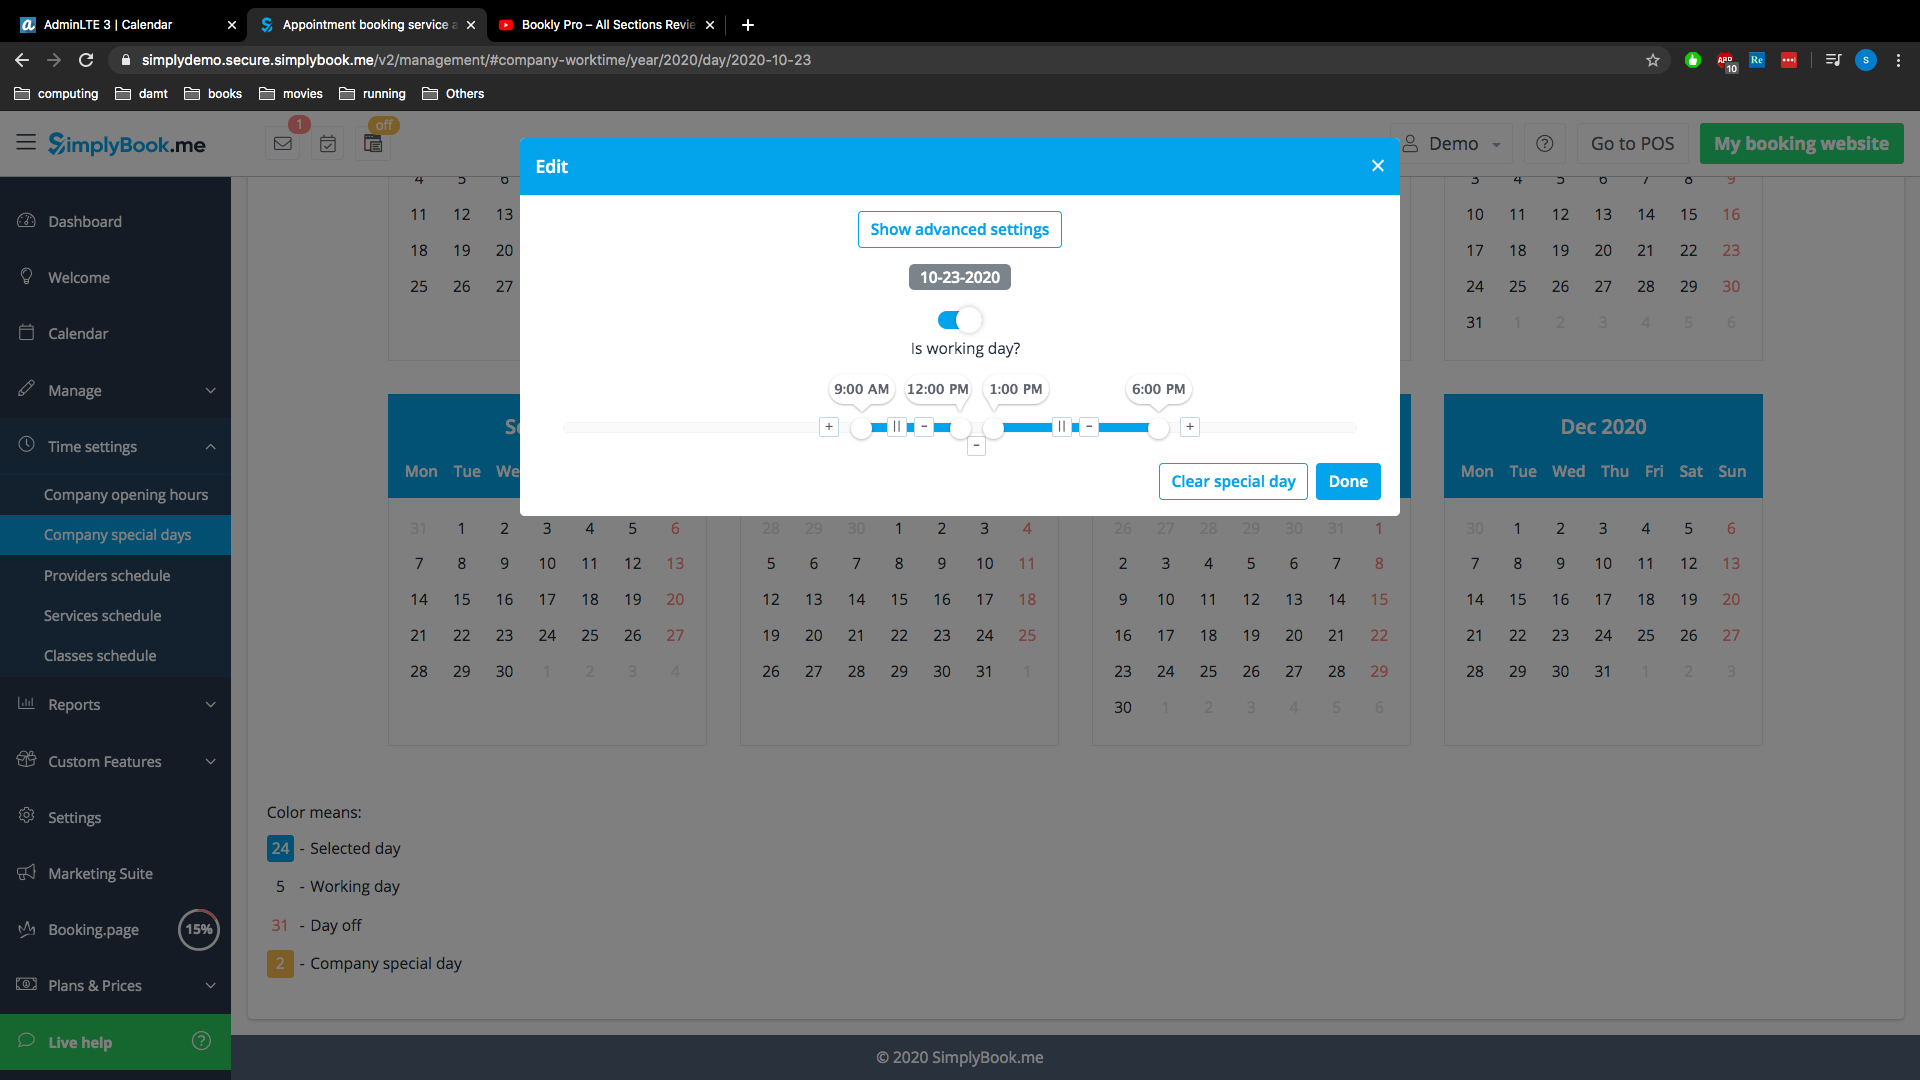 AdminLTE 3 | Calendar
Appointment booking service a
Bookly Pro – All Sections Revie
simplydemo.secure.simplybook.me/v2/management/#company-worktime/year/2020/day/2020-10-23
ABP 10 Re S
computing damt books movies running Others
SimplyBook.me 1 off Demo Go to POS My booking website
Edit
Show advanced settings
10-23-2020
Is working day?
9:00 AM 12:00 PM 1:00 PM 6:00 PM
+ || - || - +
-
Clear special day Done
Dashboard
Welcome
Calendar
Manage
Time settings
Company opening hours
Company special days
Providers schedule
Services schedule
Classes schedule
Reports
Custom Features
Settings
Marketing Suite
Booking.page 15%
Plans & Prices
Live help
4 5 6
11 12 13
18 19 20
25 26 27
3 4 5 6 7 8 9
10 11 12 13 14 15 16
17 18 19 20 21 22 23
24 25 26 27 28 29 30
31 1 2 3 4 5 6
Se
Mon Tue We
31 1 2 3 4 5 6
7 8 9 10 11 12 13
14 15 16 17 18 19 20
21 22 23 24 25 26 27
28 29 30 1 2 3 4
28 29 30 1 2 3 4
5 6 7 8 9 10 11
12 13 14 15 16 17 18
19 20 21 22 23 24 25
26 27 28 29 30 31 1
26 27 28 29 30 31 1
2 3 4 5 6 7 8
9 10 11 12 13 14 15
16 17 18 19 20 21 22
23 24 25 26 27 28 29
30 1 2 3 4 5 6
Dec 2020
Mon Tue Wed Thu Fri Sat Sun
30 1 2 3 4 5 6
7 8 9 10 11 12 13
14 15 16 17 18 19 20
21 22 23 24 25 26 27
28 29 30 31 1 2 3
Color means:
24 - Selected day
5 - Working day
31 - Day off
2 - Company special day
© 2020 SimplyBook.me